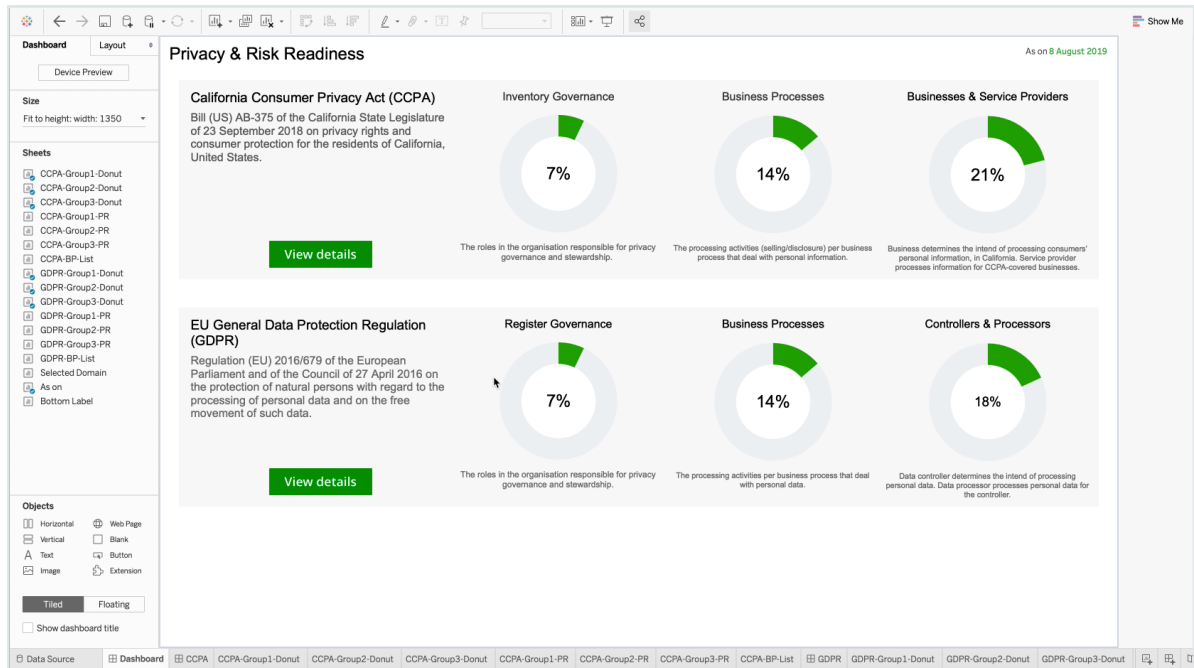 Show Me
Dashboard
Layout
Device Preview
Size
Fit to height: width: 1350
Sheets
CCPA-Group1-Donut
CCPA-Group2-Donut
CCPA-Group3-Donut
CCPA-Group1-PR
CCPA-Group2-PR
CCPA-Group3-PR
CCPA-BP-List
GDPR-Group1-Donut
GDPR-Group2-Donut
GDPR-Group3-Donut
GDPR-Group1-PR
GDPR-Group2-PR
GDPR-Group3-PR
GDPR-BP-List
Selected Domain
As on
Bottom Label
Objects
Horizontal
Web Page
Vertical
Blank
A Text
Button
Image
Extension
Tiled
Floating
Show dashboard title
Privacy & Risk Readiness
As on 8 August 2019
California Consumer Privacy Act (CCPA)
Bill (US) AB-375 of the California State Legislature
of 23 September 2018 on privacy rights and
consumer protection for the residents of California,
United States.
View details
Inventory Governance
7%
The roles in the organisation responsible for privacy
governance and stewardship.
Business Processes
14%
The processing activities (selling/disclosure) per business
process that deal with personal information.
Businesses & Service Providers
21%
Business determines the intend of processing consumers'
personal information, in California. Service provider
processes information for CCPA-covered businesses.
EU General Data Protection Regulation
(GDPR)
Regulation (EU) 2016/679 of the European
Parliament and of the Council of 27 April 2016 on
the protection of natural persons with regard to the
processing of personal data and on the free
movement of such data.
View details
Register Governance
7%
The roles in the organisation responsible for privacy
governance and stewardship.
Business Processes
14%
The processing activities per business process that deal
with personal data.
Controllers & Processors
18%
Data controller determines the intend of processing
personal data. Data processor processes personal data for
the controller.
Data Source
Dashboard
CCPA
CCPA-Group1-Donut
CCPA-Group2-Donut
CCPA-Group3-Donut
CCPA-Group1-PR
CCPA-Group2-PR
CCPA-Group3-PR
CCPA-BP-List
GDPR
GDPR-Group1-Donut
GDPR-Group2-Donut
GDPR-Group3-Donut